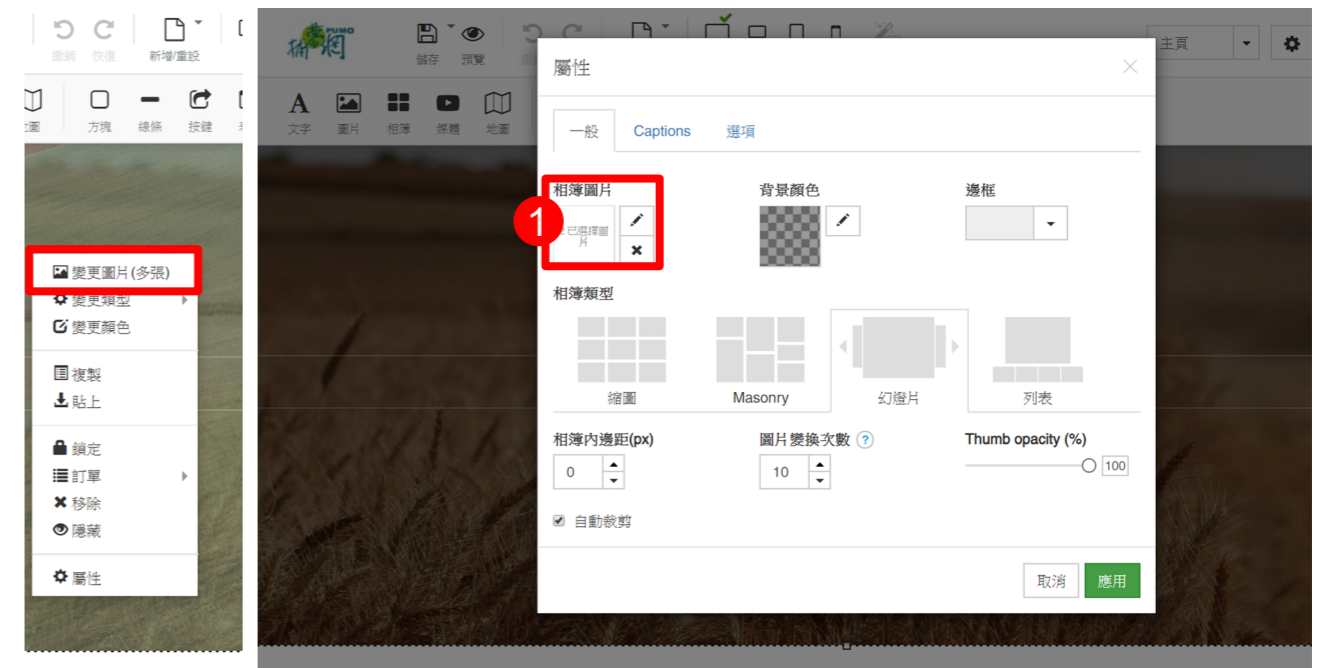 撤銷 恢復 新增/重設
方塊 線條 按鍵
變更圖片(多張)
變更類型
變更顏色
複製
貼上
鎖定
訂單
移除
隱藏
屬性
PUMO
儲存 預覽
主頁
文字 圖片 相簿 媒體 地圖
屬性
一般 Captions 選項
相簿圖片 背景顏色 邊框
1
已選擇圖
片
相簿類型
縮圖 Masonry 幻燈片 列表
相簿內邊距(px) 圖片變換次數 ? Thumb opacity (%)
0 10 100
自動裁剪
取消 應用